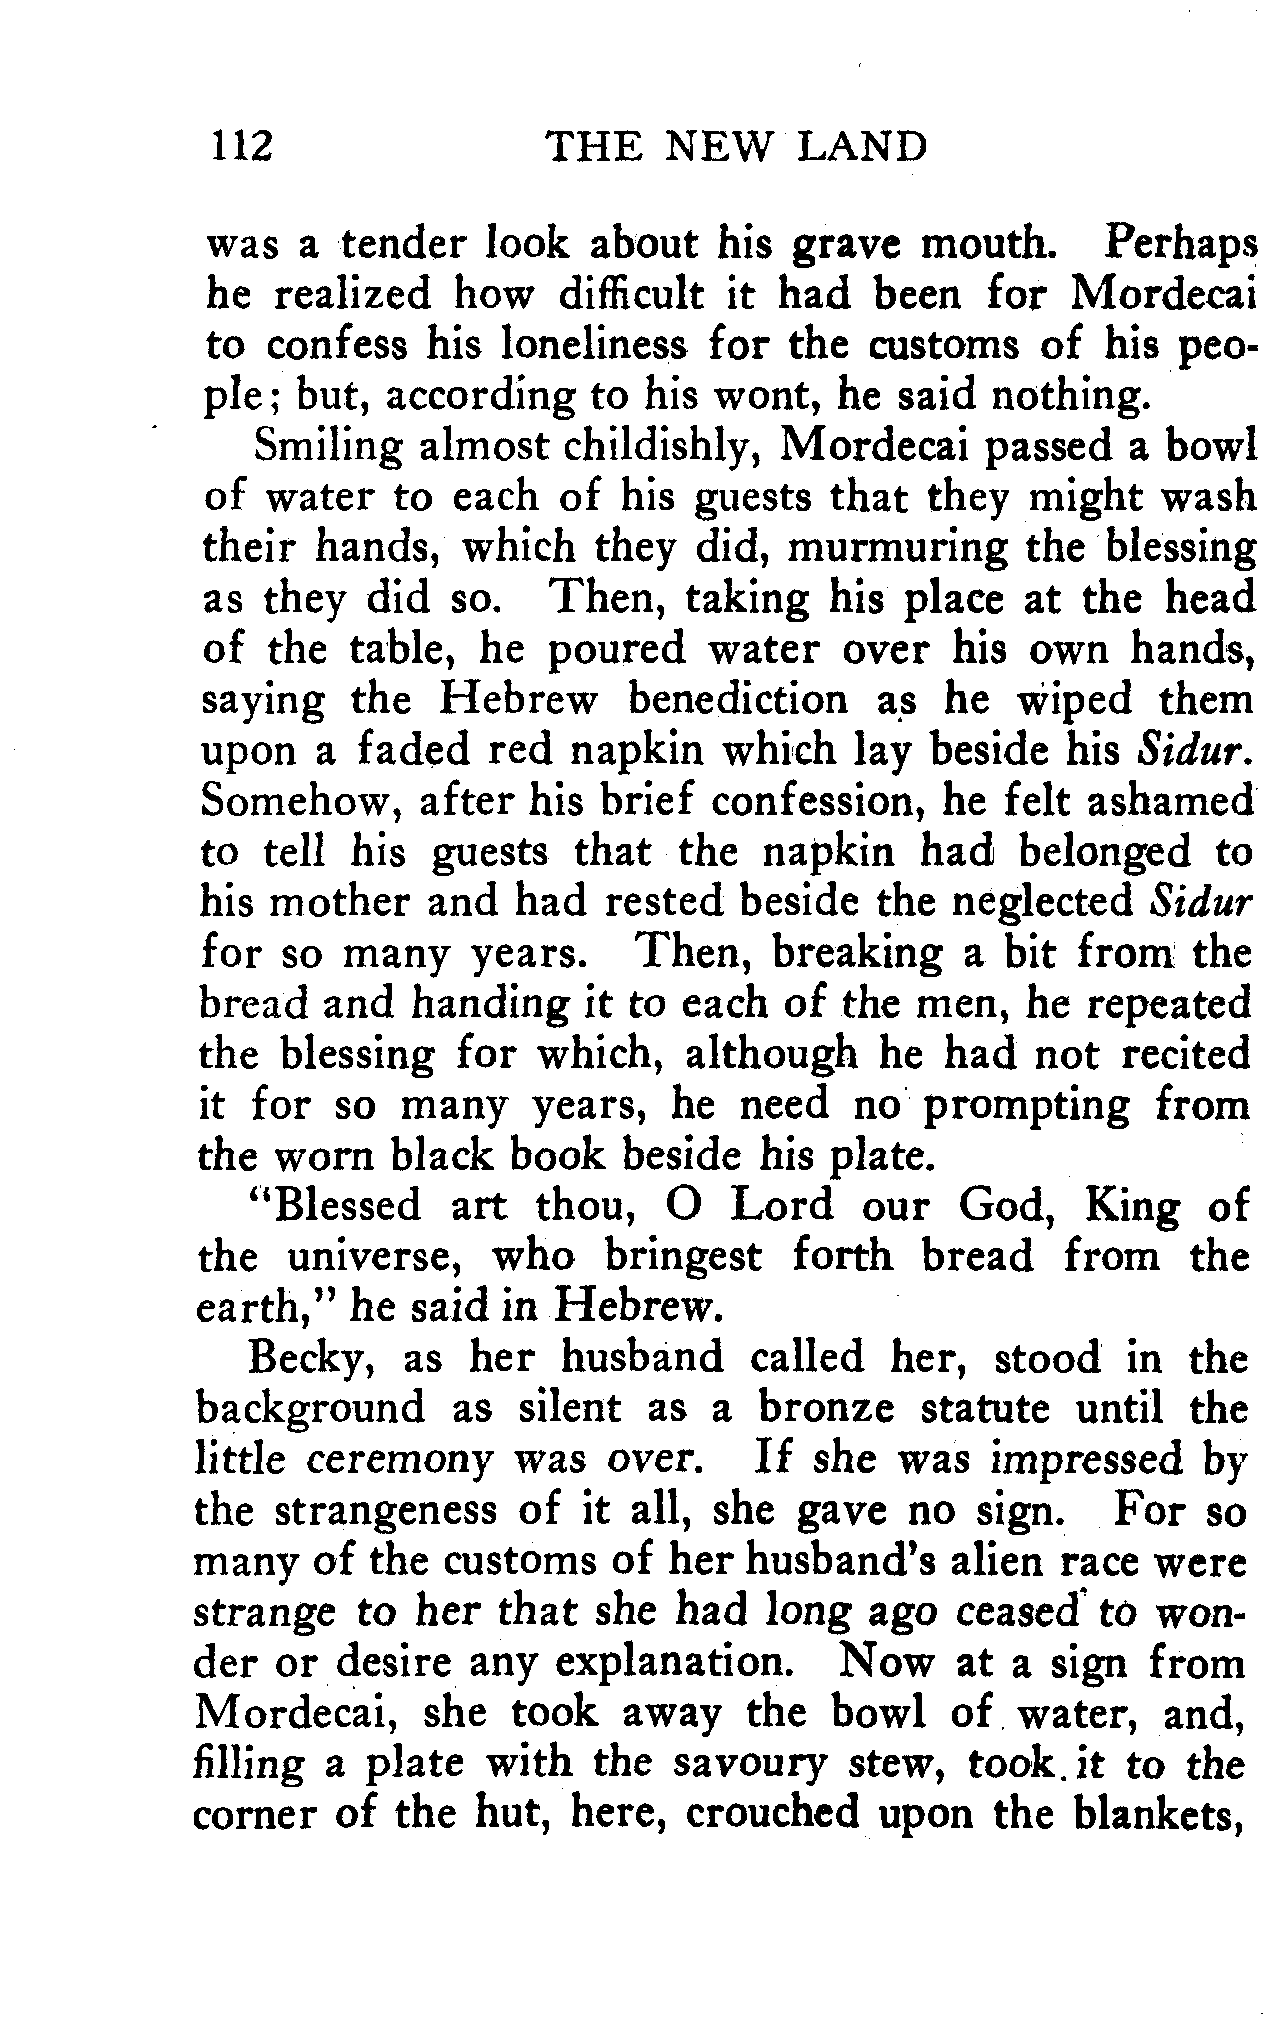 112 THE NEW LAND
was a tender look about his grave mouth. Perhaps
he realized how difficult it had been for Mordecai
to confess his loneliness for the customs of his peo-
ple; but, according to his wont, he said nothing.
Smiling almost childishly, Mordecai passed a bowl
of water to each of his guests that they might wash
their hands, which they did, murmuring the blessing
as they did so. Then, taking his place at the head
of the table, he poured water over his own hands,
saying the Hebrew benediction as he wiped them
upon a faded red napkin which lay beside his Sidur.
Somehow, after his brief confession, he felt ashamed
to tell his guests that the napkin had belonged to
his mother and had rested beside the neglected Sidur
for so many years. Then, breaking a bit from the
bread and handing it to each of the men, he repeated
the blessing for which, although he had not recited
it for so many years, he need no prompting from
the worn black book beside his plate.
"Blessed art thou, O Lord our God, King of
the universe, who bringest forth bread from the
earth," he said in Hebrew.
Becky, as her husband called her, stood in the
background as silent as a bronze statute until the
little ceremony was over. If she was impressed by
the strangeness of it all, she gave no sign. For so
many of the customs of her husband's alien race were
strange to her that she had long ago ceased to won-
der or desire any explanation. Now at a sign from
Mordecai, she took away the bowl of water, and,
filling a plate with the savoury stew, took it to the
corner of the hut, here, crouched upon the blankets,